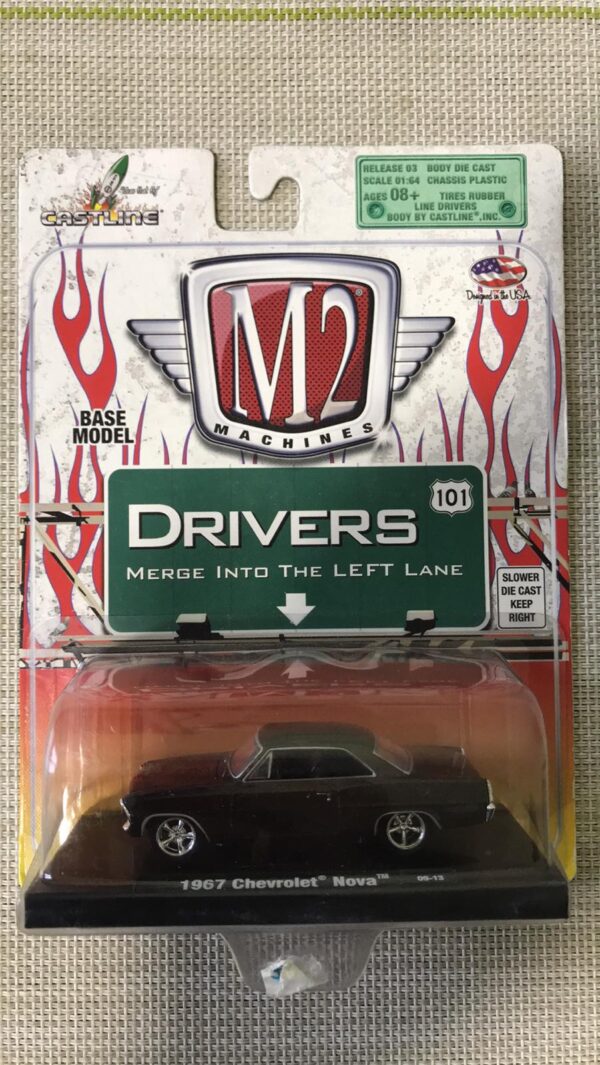 RELEASE 03 BODY DIE CAST
SCALE 01:64 CHASSIS PLASTIC
AGES 08+ TIRES RUBBER
LINE DRIVERS
BODY BY CASTLINE®, INC.
CASTLINE
Designed in the USA
M2®
MACHINES
BASE
MODEL
101
DRIVERS
MERGE INTO THE LEFT LANE
SLOWER
DIE CAST
KEEP
RIGHT
1967 Chevrolet® Nova™ 09-13